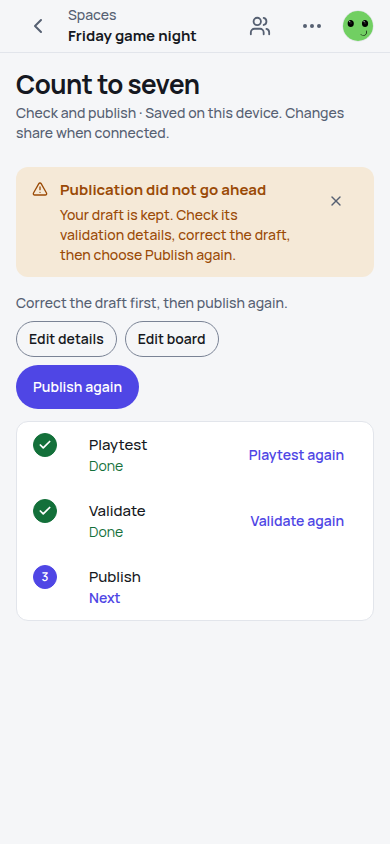 Spaces
Friday game night
Count to seven
Check and publish · Saved on this device. Changes
share when connected.
Publication did not go ahead
Your draft is kept. Check its
validation details, correct the draft,
then choose Publish again.
Correct the draft first, then publish again.
Edit details
Edit board
Publish again
Playtest
Done
Playtest again
Validate
Done
Validate again
3
Publish
Next